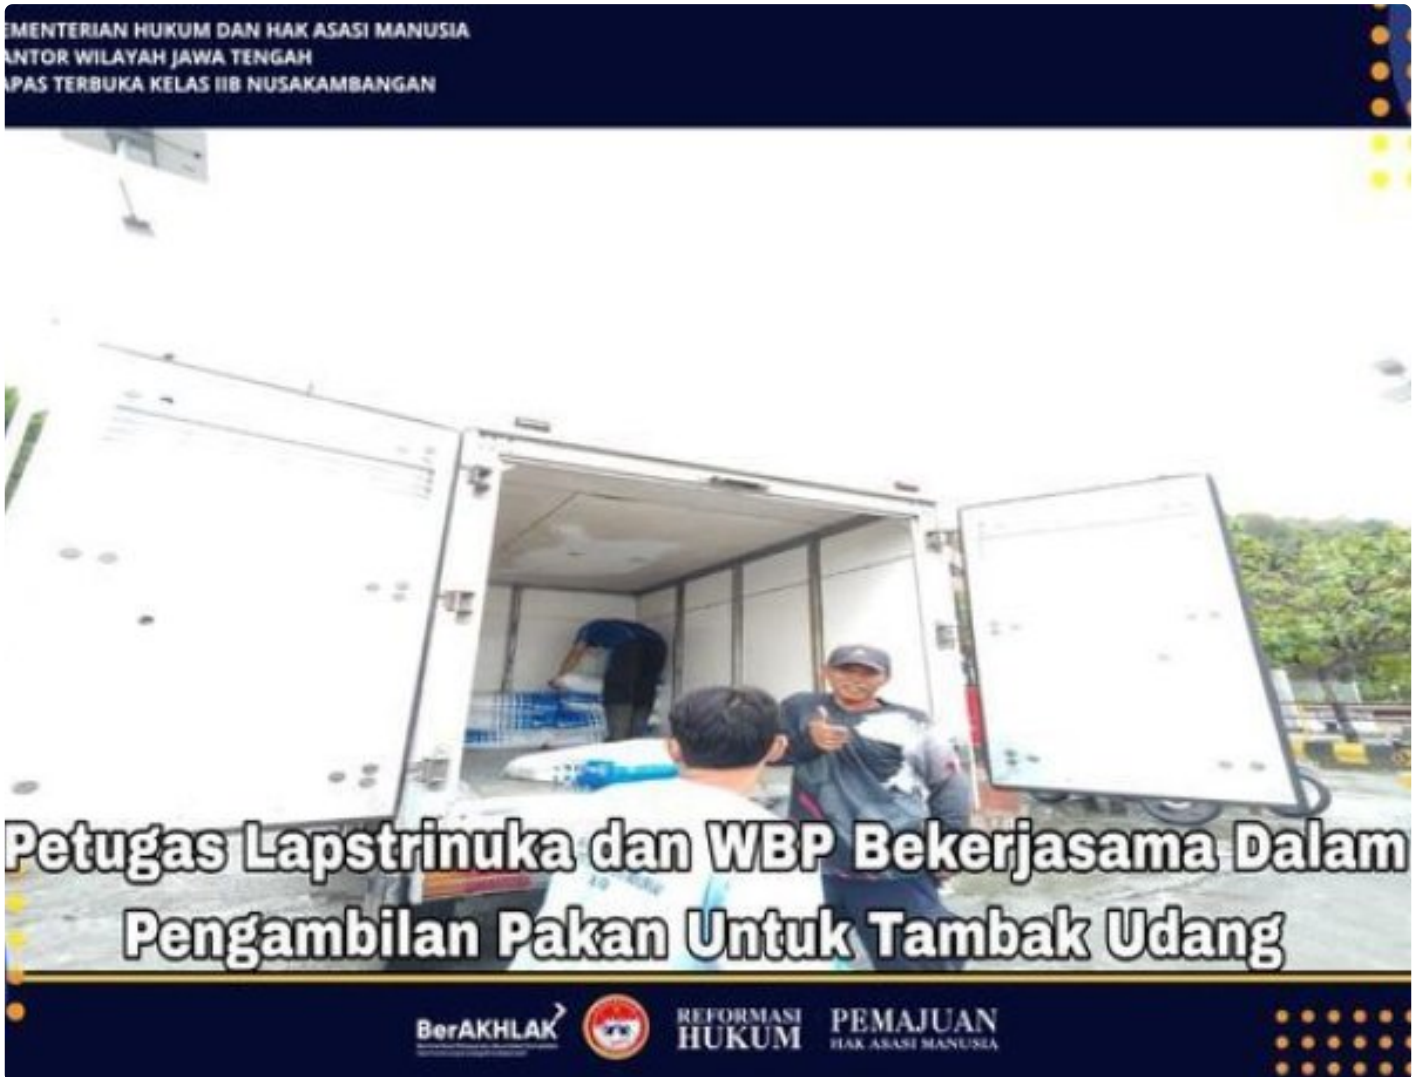 EMENTERIAN HUKUM DAN HAK ASASI MANUSIA
ANTOR WILAYAH JAWA TENGAH
APAS TERBUKA KELAS IIB NUSAKAMBANGAN
Petugas Lapstrinuka dan WBP Bekerjasama Dalam
Pengambilan Pakan Untuk Tambak Udang
BerAKHLAK
REFORMASI
HUKUM
PEMAJUAN
HAK ASASI MANUSIA